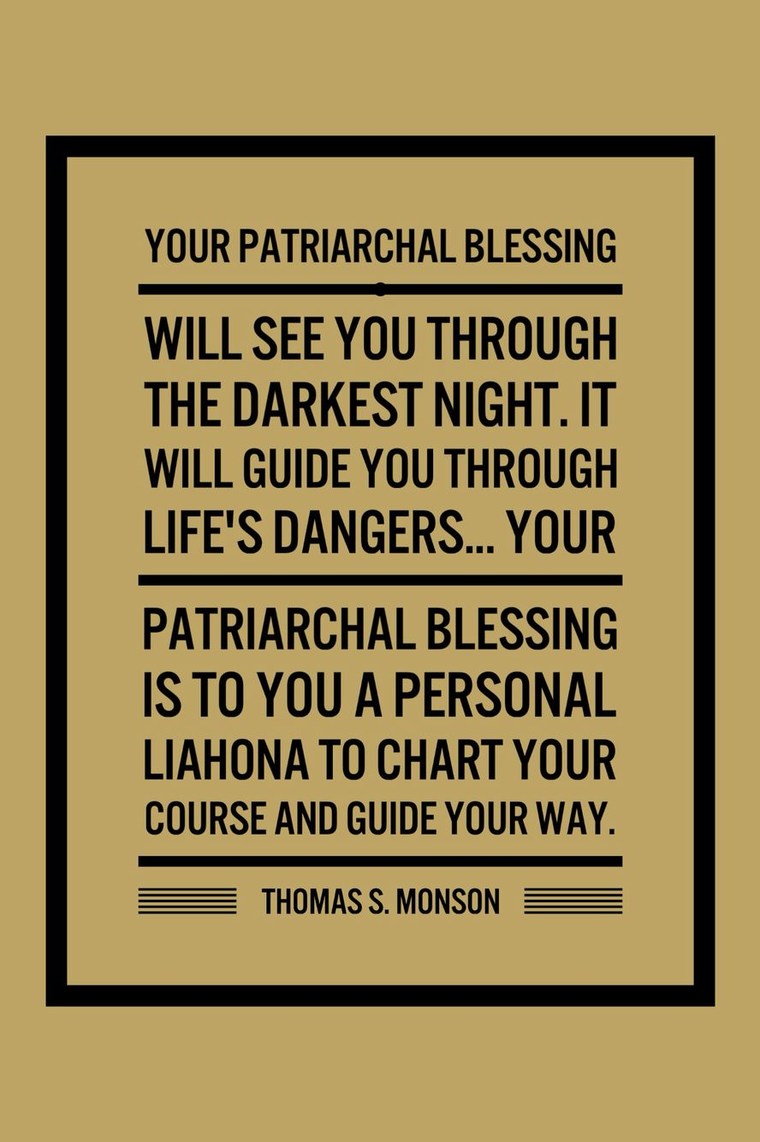 YOUR PATRIARCHAL BLESSING
WILL SEE YOU THROUGH
THE DARKEST NIGHT. IT
WILL GUIDE YOU THROUGH
LIFE'S DANGERS... YOUR
PATRIARCHAL BLESSING
IS TO YOU A PERSONAL
LIAHONA TO CHART YOUR
COURSE AND GUIDE YOUR WAY.
THOMAS S. MONSON